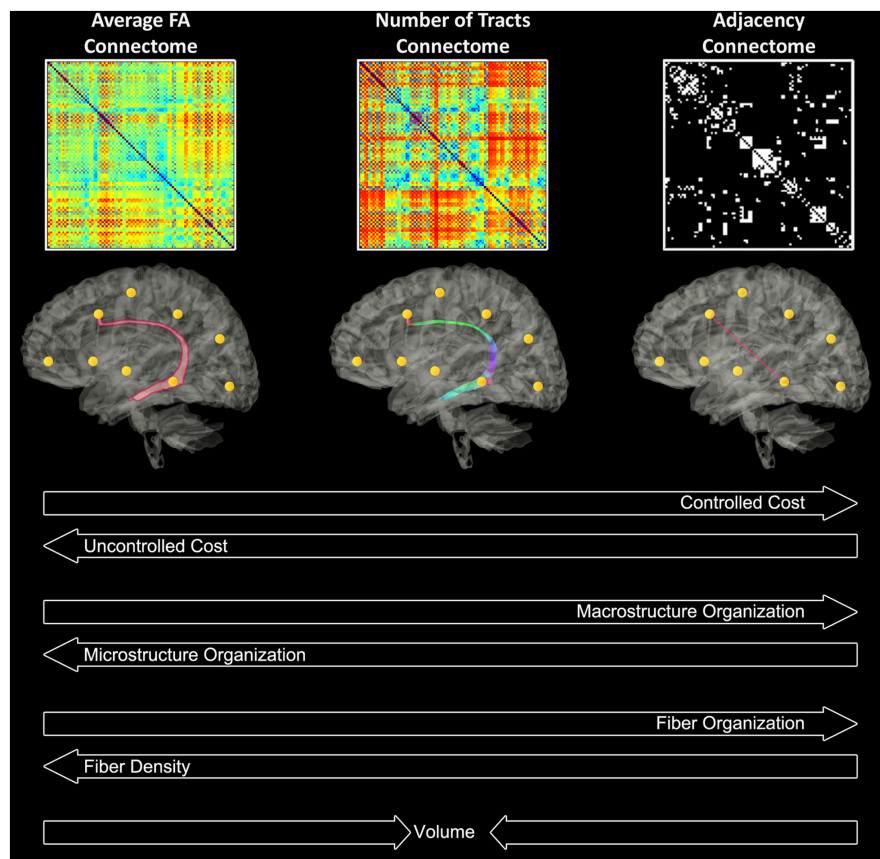 Average FA
Connectome
Number of Tracts
Connectome
Adjacency
Connectome
Controlled Cost
Uncontrolled Cost
Macrostructure Organization
Microstructure Organization
Fiber Organization
Fiber Density
Volume